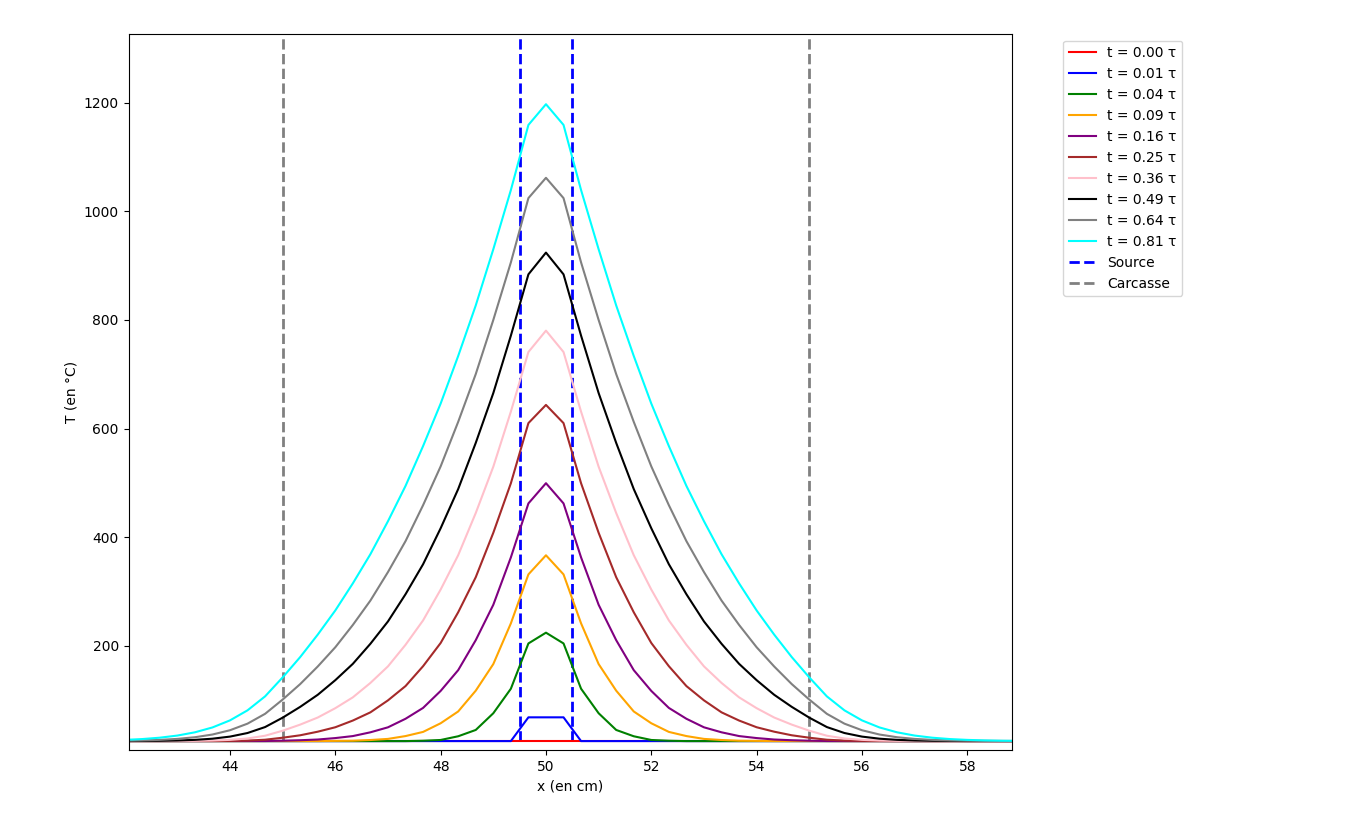 1200
1000
800
600
400
200
T (en °C)
44 46 48 50 52 54 56 58
x (en cm)
t = 0.00 τ
t = 0.01 τ
t = 0.04 τ
t = 0.09 τ
t = 0.16 τ
t = 0.25 τ
t = 0.36 τ
t = 0.49 τ
t = 0.64 τ
t = 0.81 τ
Source
Carcasse